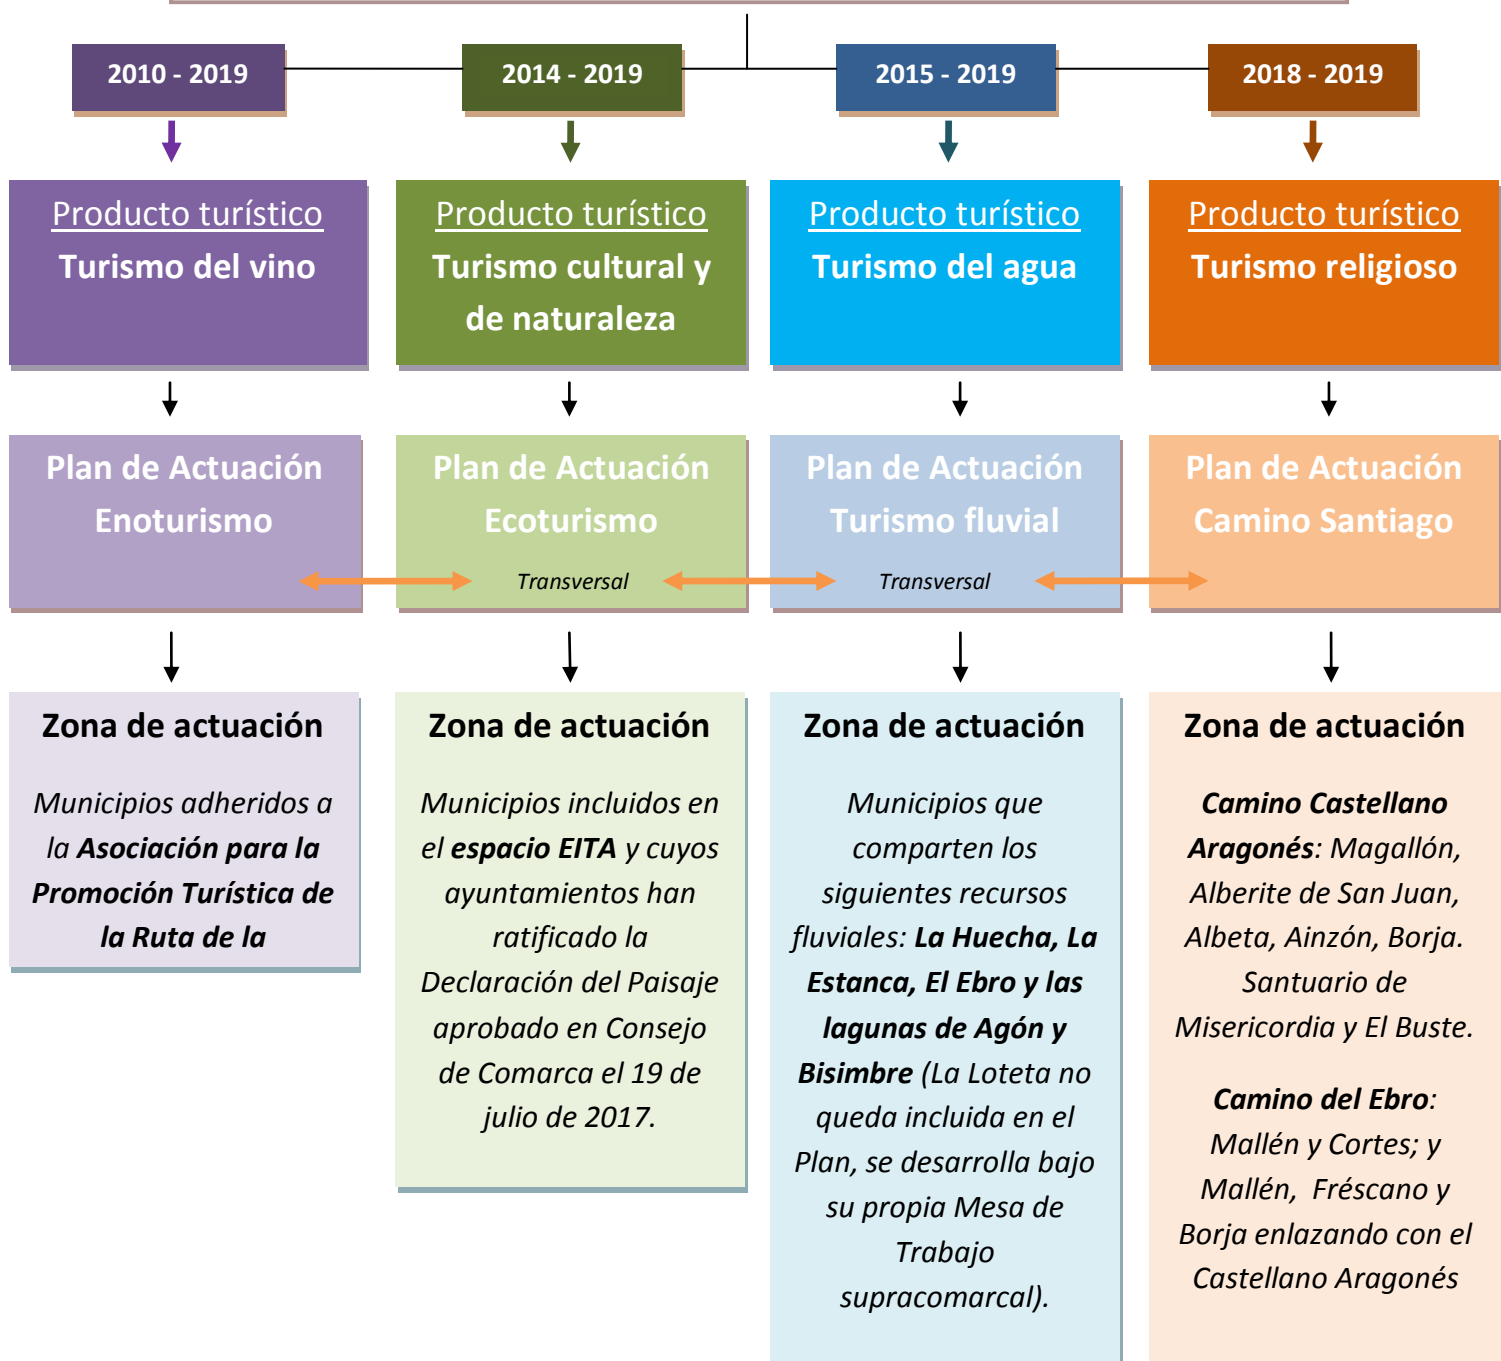 2010 - 2019
2014 - 2019
2015 - 2019
2018 - 2019
Producto turístico
Turismo del vino
Producto turístico
Turismo cultural y
de naturaleza
Producto turístico
Turismo del agua
Producto turístico
Turismo religioso
Plan de Actuación
Enoturismo
Plan de Actuación
Ecoturismo
Transversal
Plan de Actuación
Turismo fluvial
Transversal
Plan de Actuación
Camino Santiago
Zona de actuación
Municipios adheridos a
la Asociación para la
Promoción Turística de
la Ruta de la
Zona de actuación
Municipios incluidos en
el espacio EITA y cuyos
ayuntamientos han
ratificado la
Declaración del Paisaje
aprobado en Consejo
de Comarca el 19 de
julio de 2017.
Zona de actuación
Municipios que
comparten los
siguientes recursos
fluviales: La Huecha, La
Estanca, El Ebro y las
lagunas de Agón y
Bisimbre (La Loteta no
queda incluida en el
Plan, se desarrolla bajo
su propia Mesa de
Trabajo
supracomarcal).
Zona de actuación
Camino Castellano
Aragonés: Magallón,
Alberite de San Juan,
Albeta, Ainzón, Borja.
Santuario de
Misericordia y El Buste.
Camino del Ebro:
Mallén y Cortes; y
Mallén, Fréscano y
Borja enlazando con el
Castellano Aragonés